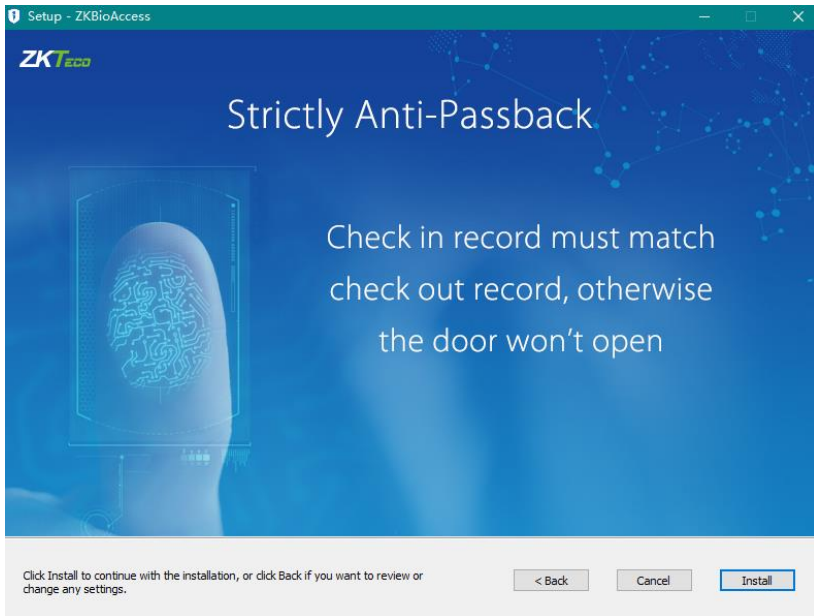 Setup - ZKBioAccess
ZKTeco
Strictly Anti-Passback
Check in record must match
check out record, otherwise
the door won't open
Click Install to continue with the installation, or click Back if you want to review or
change any settings.
< Back
Cancel
Install